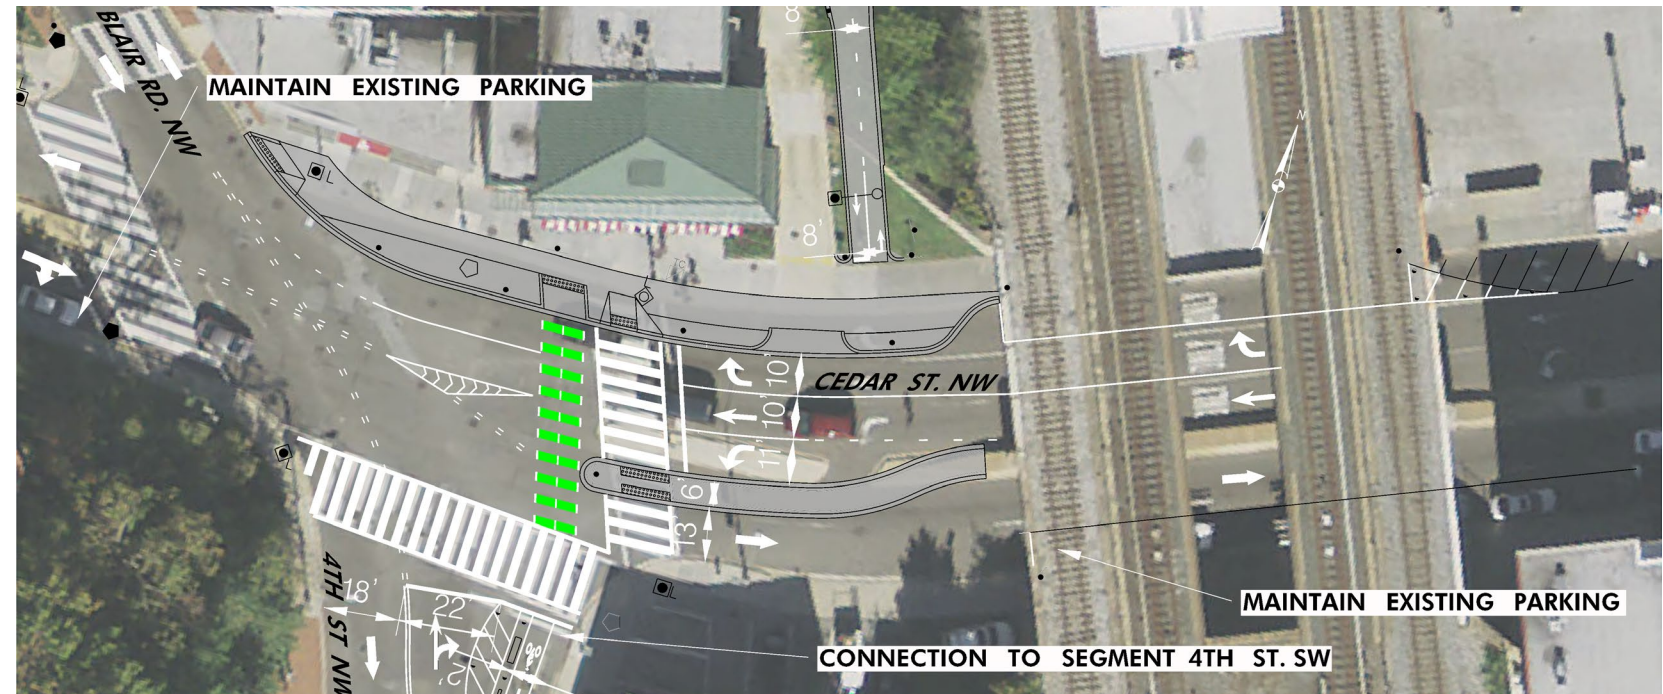 8'
BLAIR RD. NW
MAINTAIN EXISTING PARKING
L
L
N
8'
10'
CEDAR ST. NW
10'
11'
6'
13'
L
L
4TH ST NW
18'
22'
MAINTAIN EXISTING PARKING
CONNECTION TO SEGMENT 4TH ST. SW